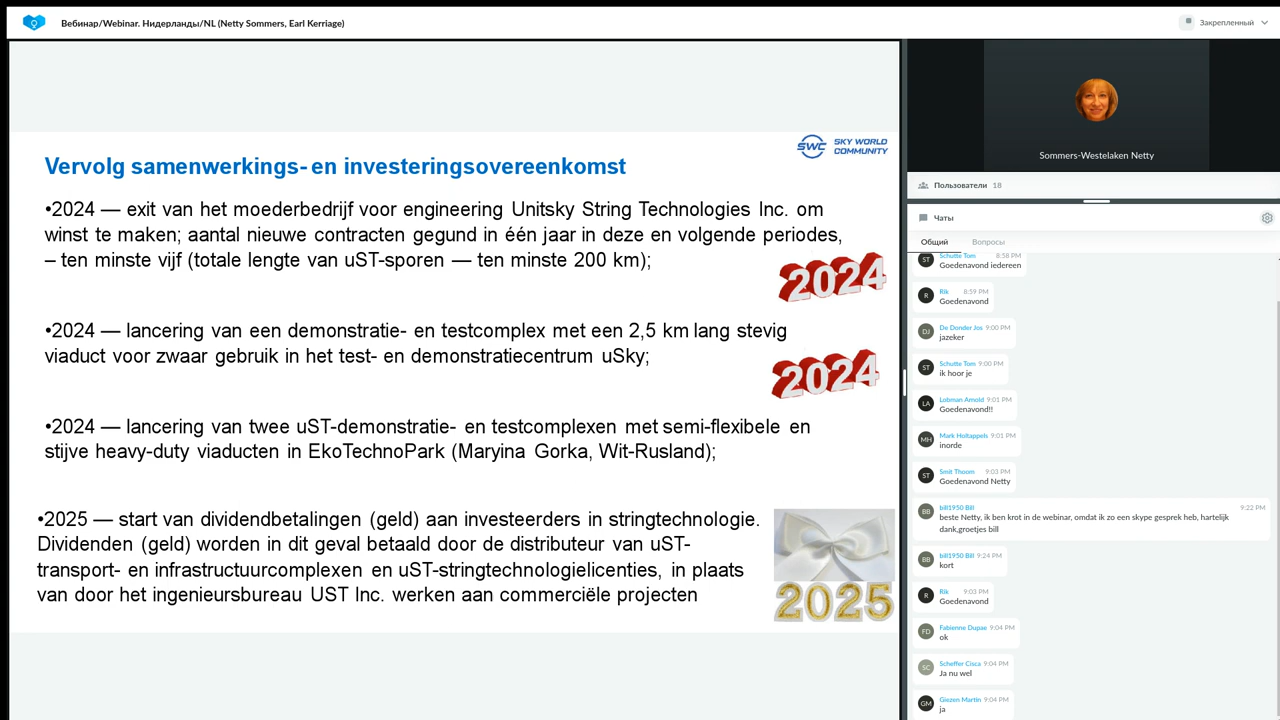 Вебинар/Webinar. Нидерланды/NL (Netty Sommers, Earl Kerriage)
Закрепленный
SWC SKY WORLD
COMMUNITY
Vervolg samenwerkings- en investeringsovereenkomst
•2024 — exit van het moederbedrijf voor engineering Unitsky String Technologies Inc. om
winst te maken; aantal nieuwe contracten gegund in één jaar in deze en volgende periodes,
– ten minste vijf (totale lengte van uST-sporen — ten minste 200 km);
2024
•2024 — lancering van een demonstratie- en testcomplex met een 2,5 km lang stevig
viaduct voor zwaar gebruik in het test- en demonstratiecentrum uSky;
2024
•2024 — lancering van twee uST-demonstratie- en testcomplexen met semi-flexibele en
stijve heavy-duty viaducten in EkoTechnoPark (Maryina Gorka, Wit-Rusland);
•2025 — start van dividendbetalingen (geld) aan investeerders in stringtechnologie.
Dividenden (geld) worden in dit geval betaald door de distributeur van uST-
transport- en infrastructuurcomplexen en uST-stringtechnologielicenties, in plaats
van door het ingenieursbureau UST Inc. werken aan commerciële projecten
2025
Sommers-Westelaken Netty
Пользователи 18
Чаты
Общий Вопросы
ST Schutte Tom 8:58 PM
Goedenavond iedereen
R Rik 8:59 PM
Goedenavond
DJ De Donder Jos 9:00 PM
jazeker
ST Schutte Tom 9:00 PM
ik hoor je
LA Lobman Arnold 9:01 PM
Goedenavond!!
MH Mark Holtappels 9:01 PM
inorde
ST Smit Thoom 9:03 PM
Goedenavond Netty
BB bill1950 Bill 9:22 PM
beste Netty, ik ben krot in de webinar, omdat ik zo een skype gesprek heb, hartelijk
dank,groetjes bill
BB bill1950 Bill 9:24 PM
kort
R Rik 9:03 PM
Goedenavond
FD Fabienne Dupae 9:04 PM
ok
SC Scheffer Cisca 9:04 PM
Ja nu wel
GM Giezen Martin 9:04 PM
ja